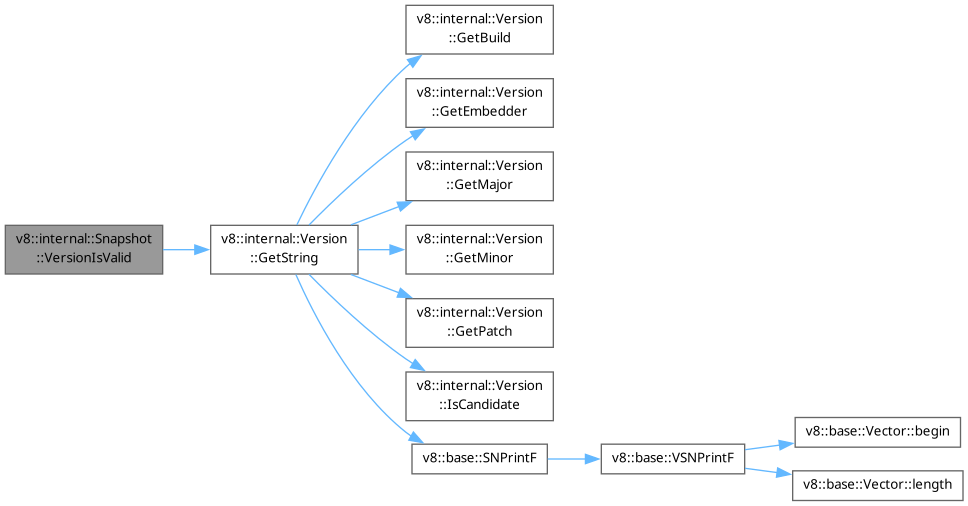 v8::internal::Snapshot
::VersionIsValid
v8::internal::Version
::GetString
v8::internal::Version
::GetBuild
v8::internal::Version
::GetEmbedder
v8::internal::Version
::GetMajor
v8::internal::Version
::GetMinor
v8::internal::Version
::GetPatch
v8::internal::Version
::IsCandidate
v8::base::SNPrintF
v8::base::VSNPrintF
v8::base::Vector::begin
v8::base::Vector::length